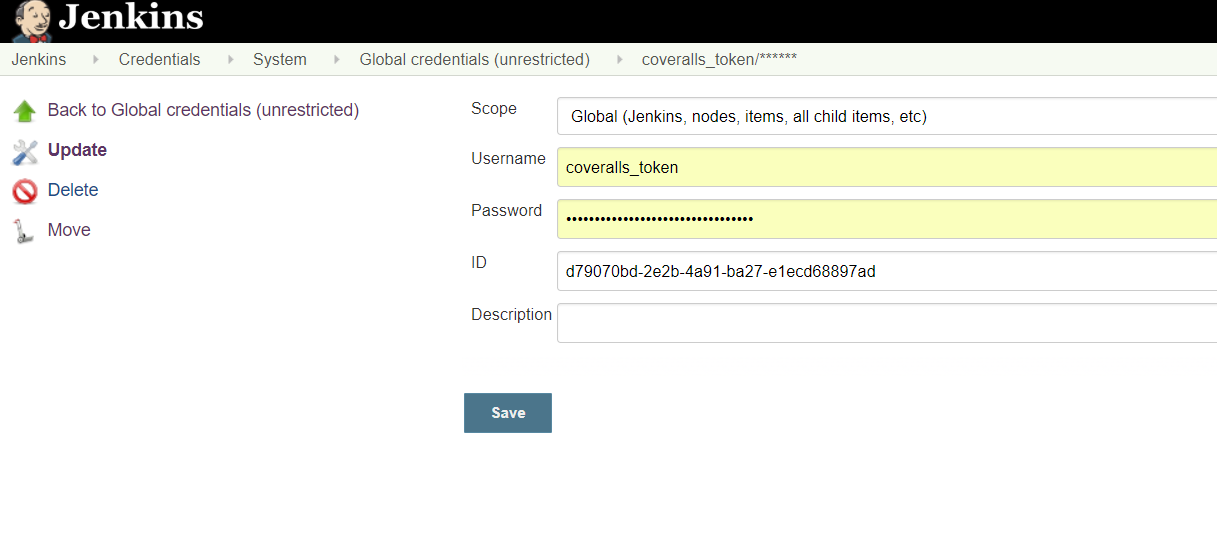 Jenkins
Jenkins Credentials System Global credentials (unrestricted) coveralls_token/******
Back to Global credentials (unrestricted)
Update
Delete
Move
Scope Global (Jenkins, nodes, items, all child items, etc)
Username coveralls_token
Password •••••••••••••••••••••••••••••••••
ID d79070bd-2e2b-4a91-ba27-e1ecd68897ad
Description
Save